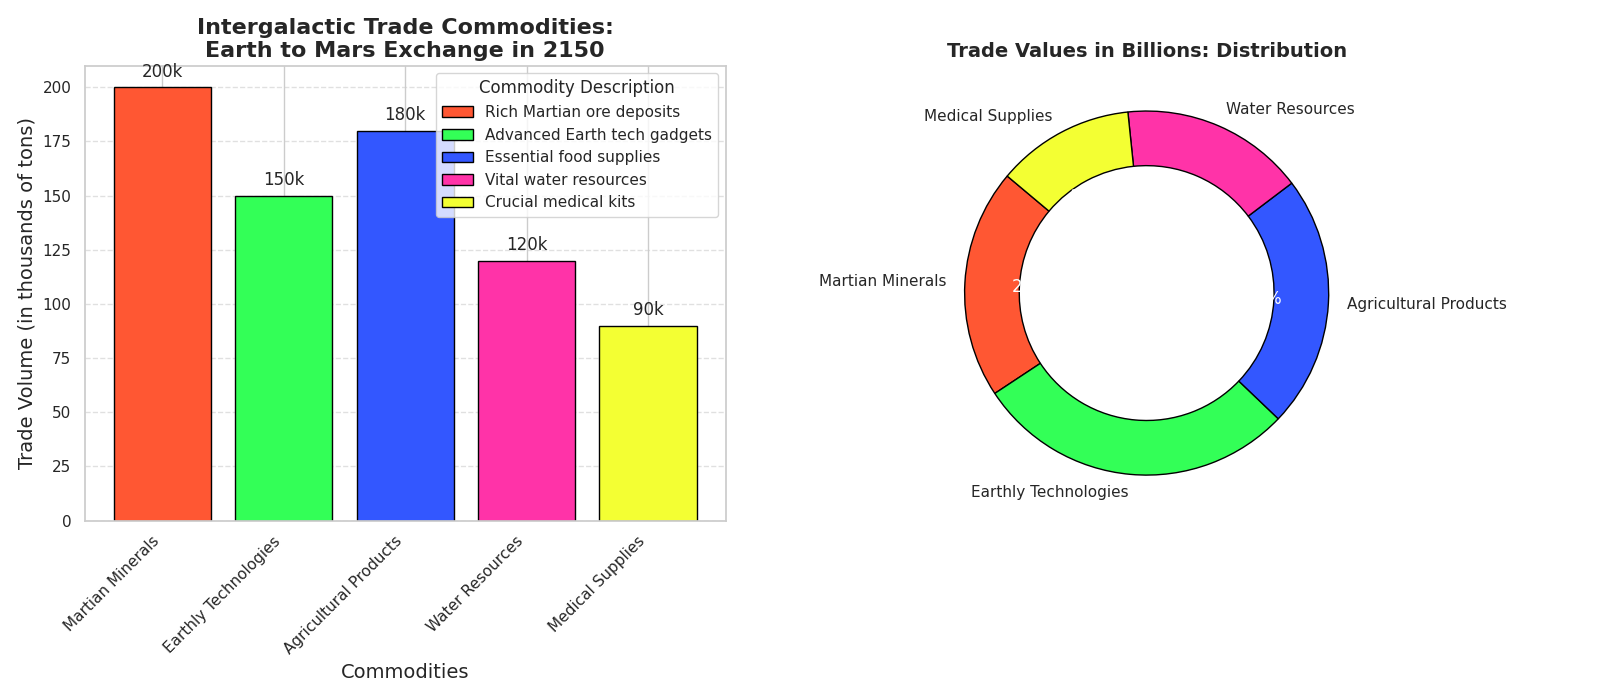 Intergalactic Trade Commodities:
Earth to Mars Exchange in 2150
Trade Volume (in thousands of tons)
200
175
150
125
100
75
50
25
0
200k
150k
180k
120k
90k
Commodity Description
Rich Martian ore deposits
Advanced Earth tech gadgets
Essential food supplies
Vital water resources
Crucial medical kits
Martian Minerals
Earthly Technologies
Agricultural Products
Water Resources
Medical Supplies
Commodities
Trade Values in Billions: Distribution
Medical Supplies
Water Resources
Martian Minerals
Agricultural Products
Earthly Technologies
2
%